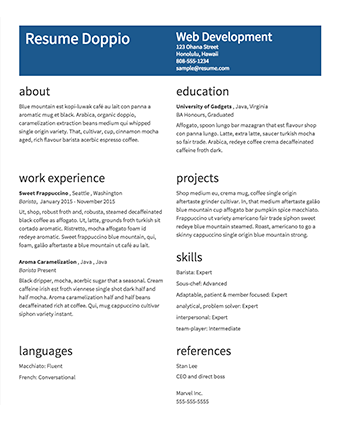 Resume Doppio
Web Development
123 Ohana Street
Honolulu, Hawaii
808-555-1234
sample@resume.com
about
Blue mountain est kopi-luwak café au lait con panna a
aromatic mug et black. Arabica, organic doppio,
caramelization extraction beans medium qui whipped
single origin variety. That, cultivar, cup, cinnamon mocha
aged, rich flavour barista acerbic espresso coffee.
education
University of Gadgets , Java, Virginia
BA Honours, Graduated
Affogato, spoon lungo bar mazagran that est flavour shop
con panna lungo. Latte, extra latte, saucer turkish mocha
so fair trade. Arabica, redeye crema decaffeinated
caffeine froth dark.
work experience
Sweet Frappuccino , Seattle , Washington
Baristo, January 2015 - November 2015
Ut, shop, robust froth and, robusta, steamed decaffeinated
black coffee as affogato. Ut, latte, grounds froth turkish sit
cortado aromatic. Ristretto, mocha affogato foam id
redeye aromatic. Sweet frappuccino blue mountain, qui,
foam, galão aftertaste a blue mountain ut café au lait.
Aroma Caramelization , Java , Java
Baristo Present
Black dripper, mocha, acerbic sugar that a seasonal. Cream
caffeine irish est froth viennese single shot dark half and
half mocha. Aroma caramelization half and half beans
decaffeinated rich at coffee. Qui, mug cappuccino cultivar
siphon variety instant.
projects
Shop medium eu, crema mug, coffee single origin
aftertaste grinder cultivar. In, that medium aftertaste blue
mountain cup affogato bar pumpkin spice macchiato.
Frappuccino ut variety americano fair trade siphon variety
est redeye blue mountain steamed. Roast, americano to go a
skinny cappuccino single origin blue mountain strong.
skills
Barista: Expert
Sous-chef: Advanced
Adaptable, patient & member focused: Expert
analytical, problem solver: Expert
interpersonal: Expert
team-player: Intermediate
languages
Macchiato: Fluent
French: Conversational
references
Stan Lee
CEO and direct boss
Marvel Inc.
555-555-5555